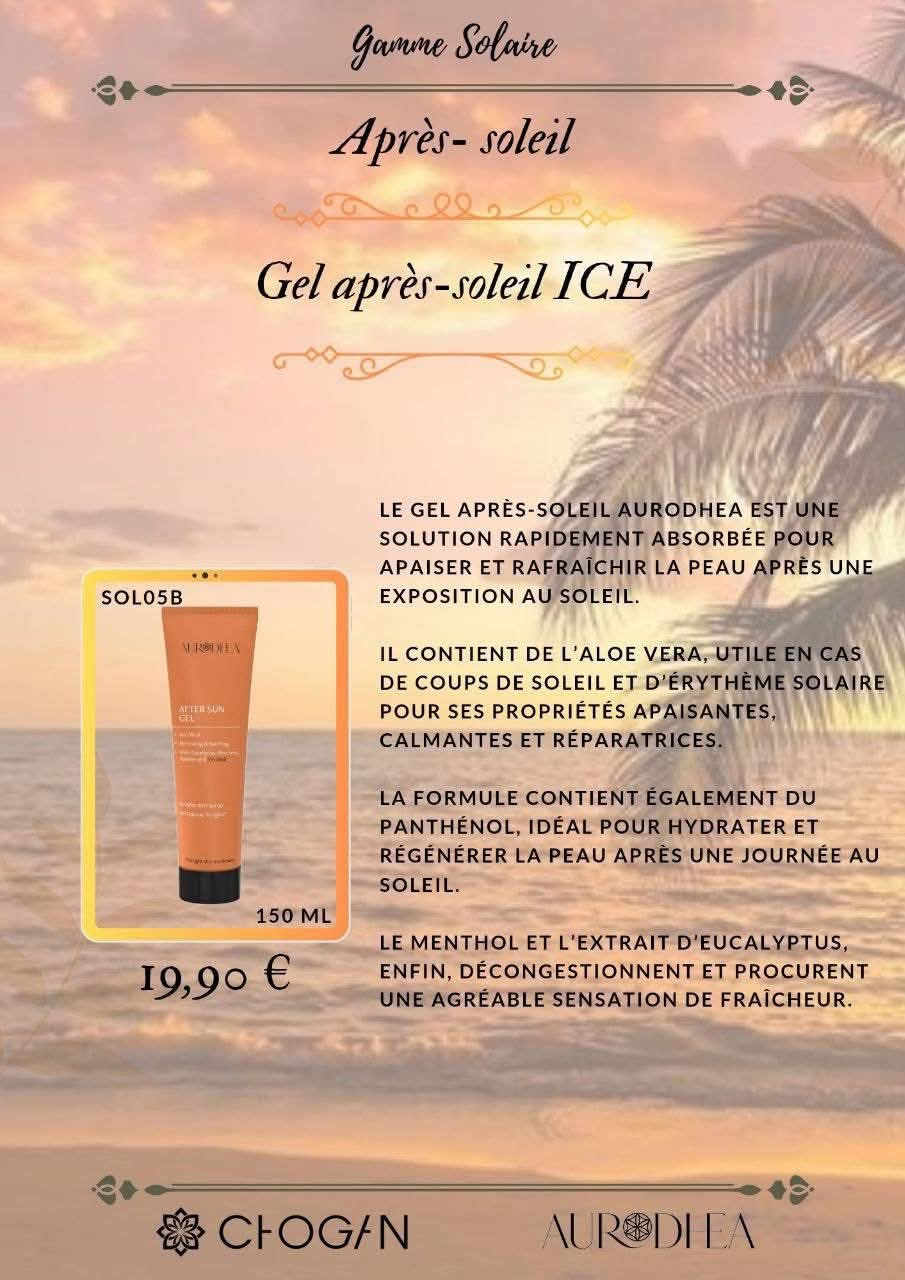 Gamme Solaire
Après- soleil
Gel après-soleil ICE
LE GEL APRÈS-SOLEIL AURODHEA EST UNE
SOLUTION RAPIDEMENT ABSORBÉE POUR
APAISER ET RAFRAÎCHIR LA PEAU APRÈS UNE
EXPOSITION AU SOLEIL.
IL CONTIENT DE L'ALOE VERA, UTILE EN CAS
DE COUPS DE SOLEIL ET D'ÉRYTHÈME SOLAIRE
POUR SES PROPRIÉTÉS APAISANTES,
CALMANTES ET RÉPARATRICES.
LA FORMULE CONTIENT ÉGALEMENT DU
PANTHÉNOL, IDÉAL POUR HYDRATER ET
RÉGÉNÉRER LA PEAU APRÈS UNE JOURNÉE AU
SOLEIL.
LE MENTHOL ET L'EXTRAIT D'EUCALYPTUS,
ENFIN, DÉCONGESTIONNENT ET PROCURENT
UNE AGRÉABLE SENSATION DE FRAÎCHEUR.
SOL05B
AURODHEA
AFTER SUN
GEL
150 ML
19,90 €
CHOGAN
AURODHEA